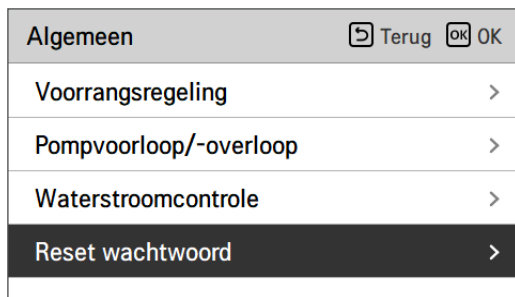 Algemeen Terug OK OK
Voorrangsregeling >
Pompvoorloop/-overloop >
Waterstroomcontrole >
Reset wachtwoord >